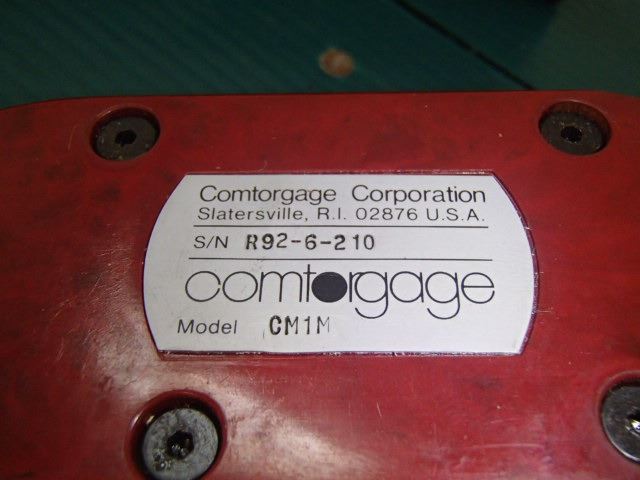 Comtorgage Corporation
Slatersville, R.I. 02876 U.S.A.
S/N R92-6-210
comtorgage
Model CM1M